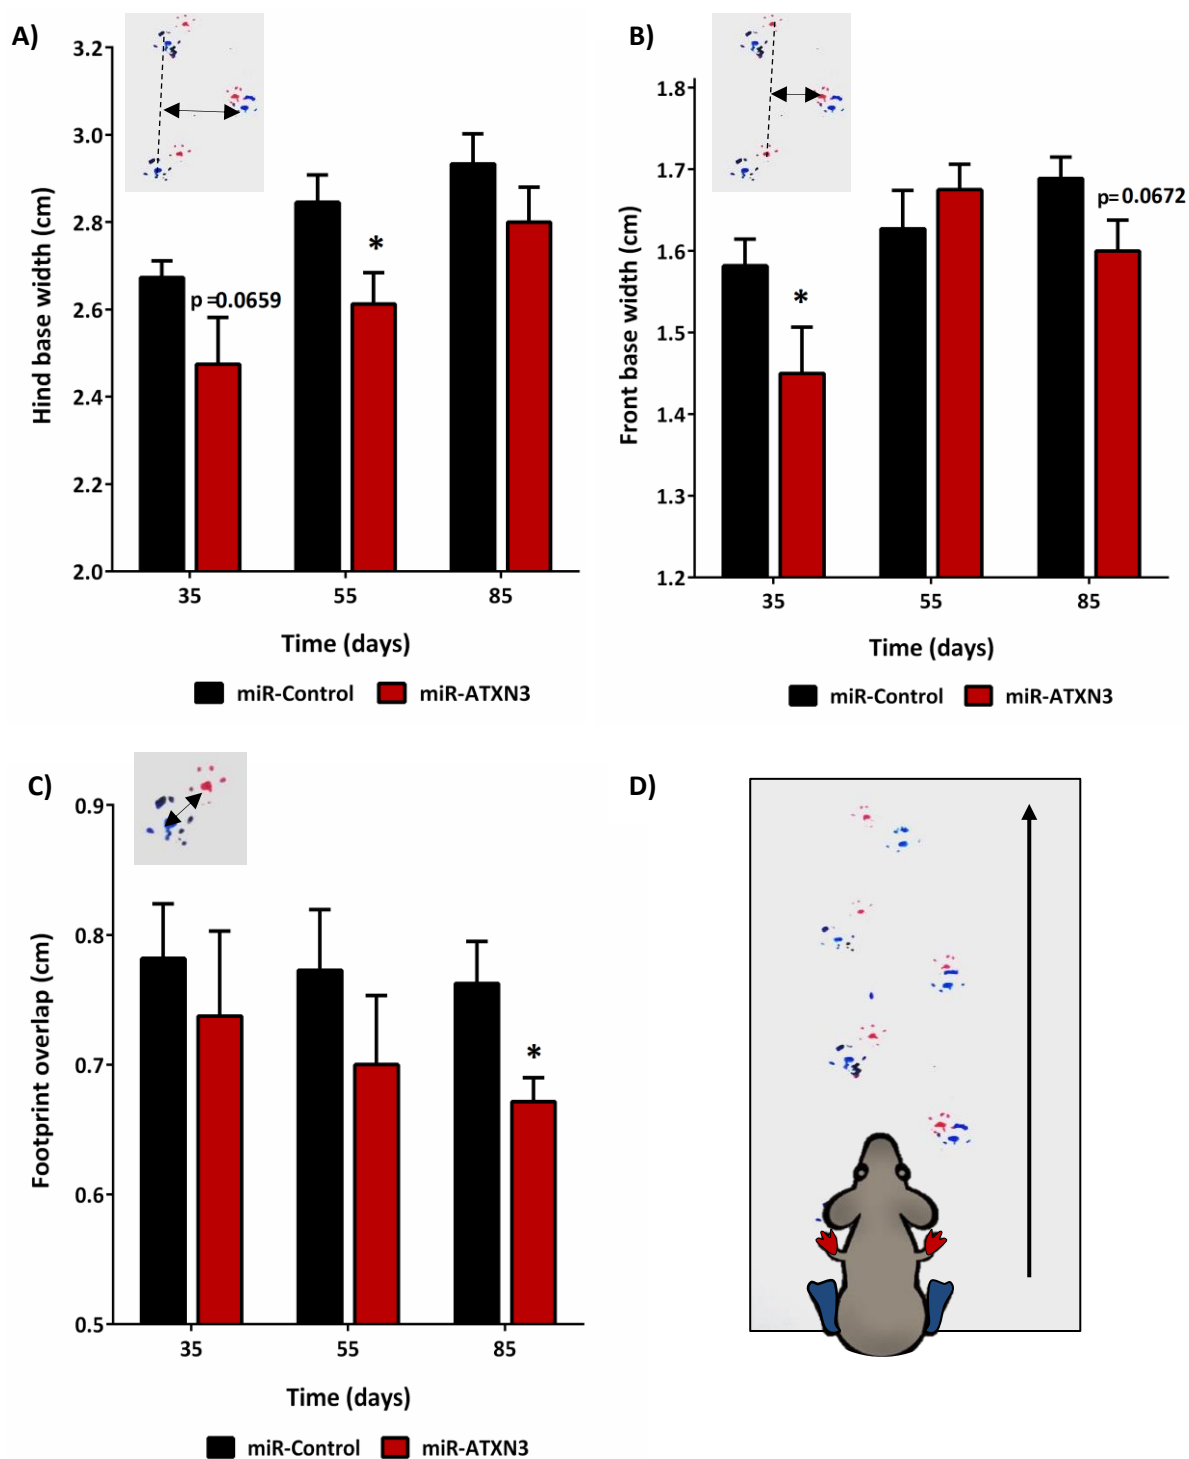 A)
3.2
3.0
2.8
2.6
2.4
2.2
2.0
Hind base width (cm)
p=0.0659
*
35 55 85
Time (days)
miR-Control miR-ATXN3
B)
1.8
1.7
1.6
1.5
1.4
1.3
1.2
Front base width (cm)
*
p=0.0672
35 55 85
Time (days)
miR-Control miR-ATXN3
C)
0.9
0.8
0.7
0.6
0.5
Footprint overlap (cm)
*
35 55 85
Time (days)
miR-Control miR-ATXN3
D)